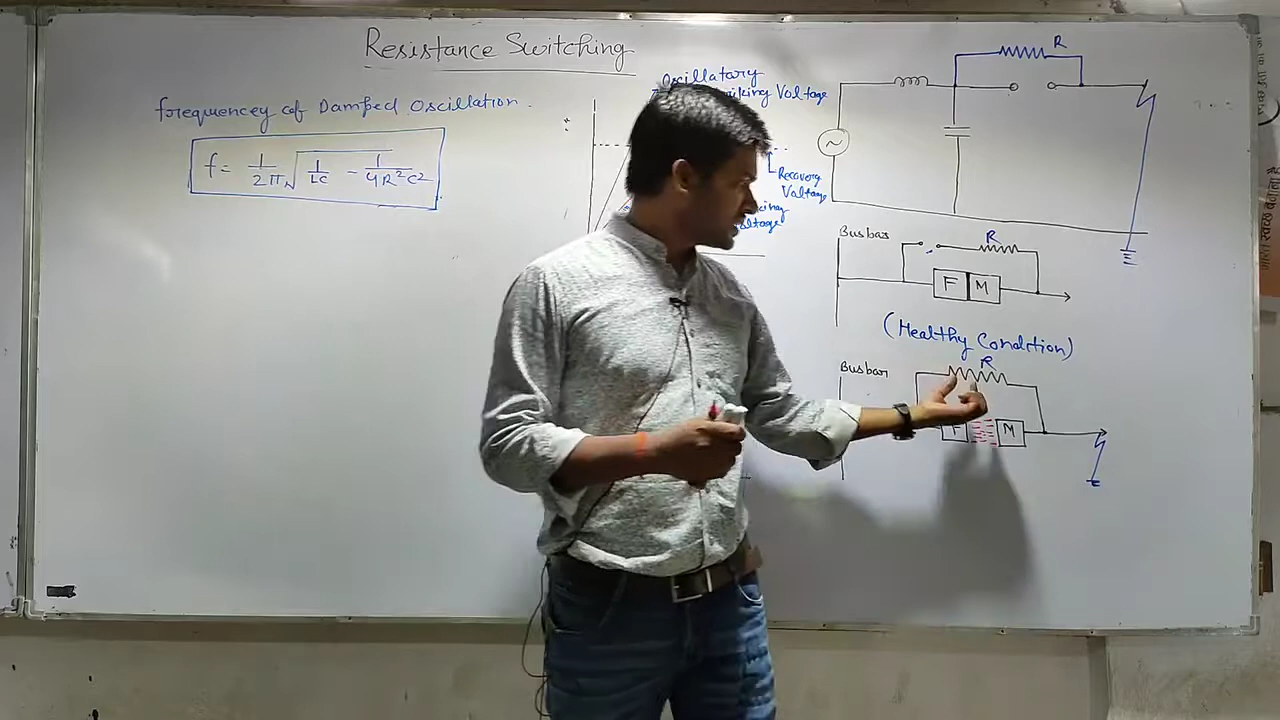 Resistance Switching
forequencey of Damped Oscillation.
f = 1/2π √ 1/LC - 1/4R²C²
Oscillatory
Voltage
Recovery
Voltage
R
Busbar
R
F M
(Healthy Condition)
R
Busbar
F M